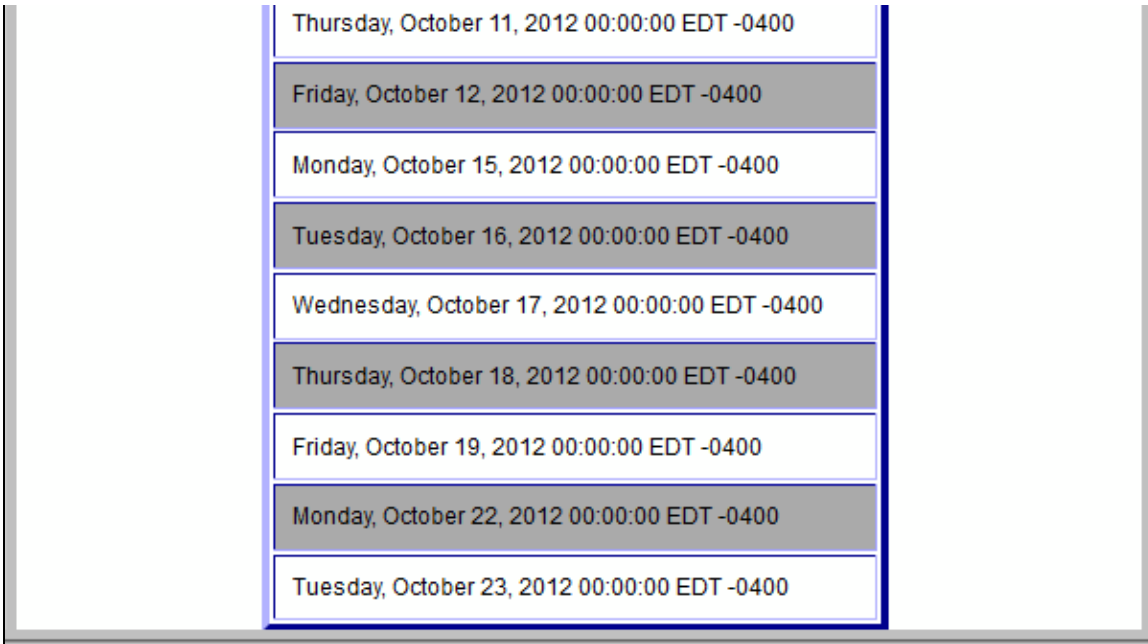 Thursday, October 11, 2012 00:00:00 EDT -0400
Friday, October 12, 2012 00:00:00 EDT -0400
Monday, October 15, 2012 00:00:00 EDT -0400
Tuesday, October 16, 2012 00:00:00 EDT -0400
Wednesday, October 17, 2012 00:00:00 EDT -0400
Thursday, October 18, 2012 00:00:00 EDT -0400
Friday, October 19, 2012 00:00:00 EDT -0400
Monday, October 22, 2012 00:00:00 EDT -0400
Tuesday, October 23, 2012 00:00:00 EDT -0400